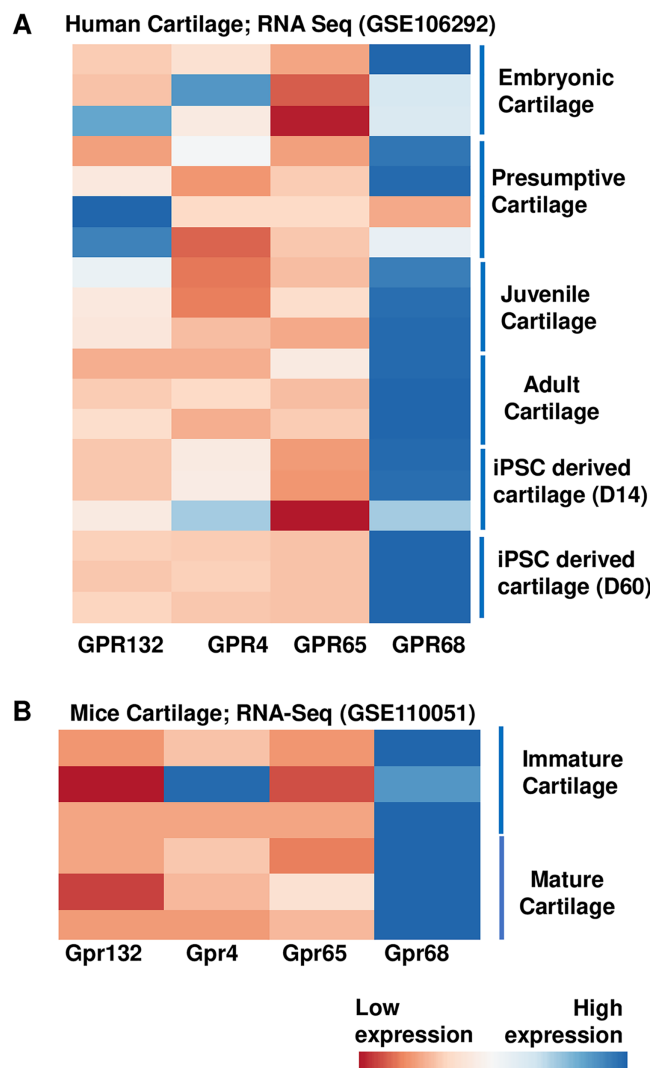 A
Human Cartilage; RNA Seq (GSE106292)
Embryonic
Cartilage
Presumptive
Cartilage
Juvenile
Cartilage
Adult
Cartilage
iPSC derived
cartilage (D14)
iPSC derived
cartilage (D60)
GPR132 GPR4 GPR65 GPR68
B
Mice Cartilage; RNA-Seq (GSE110051)
Immature
Cartilage
Mature
Cartilage
Gpr132 Gpr4 Gpr65 Gpr68
Low High
expression expression